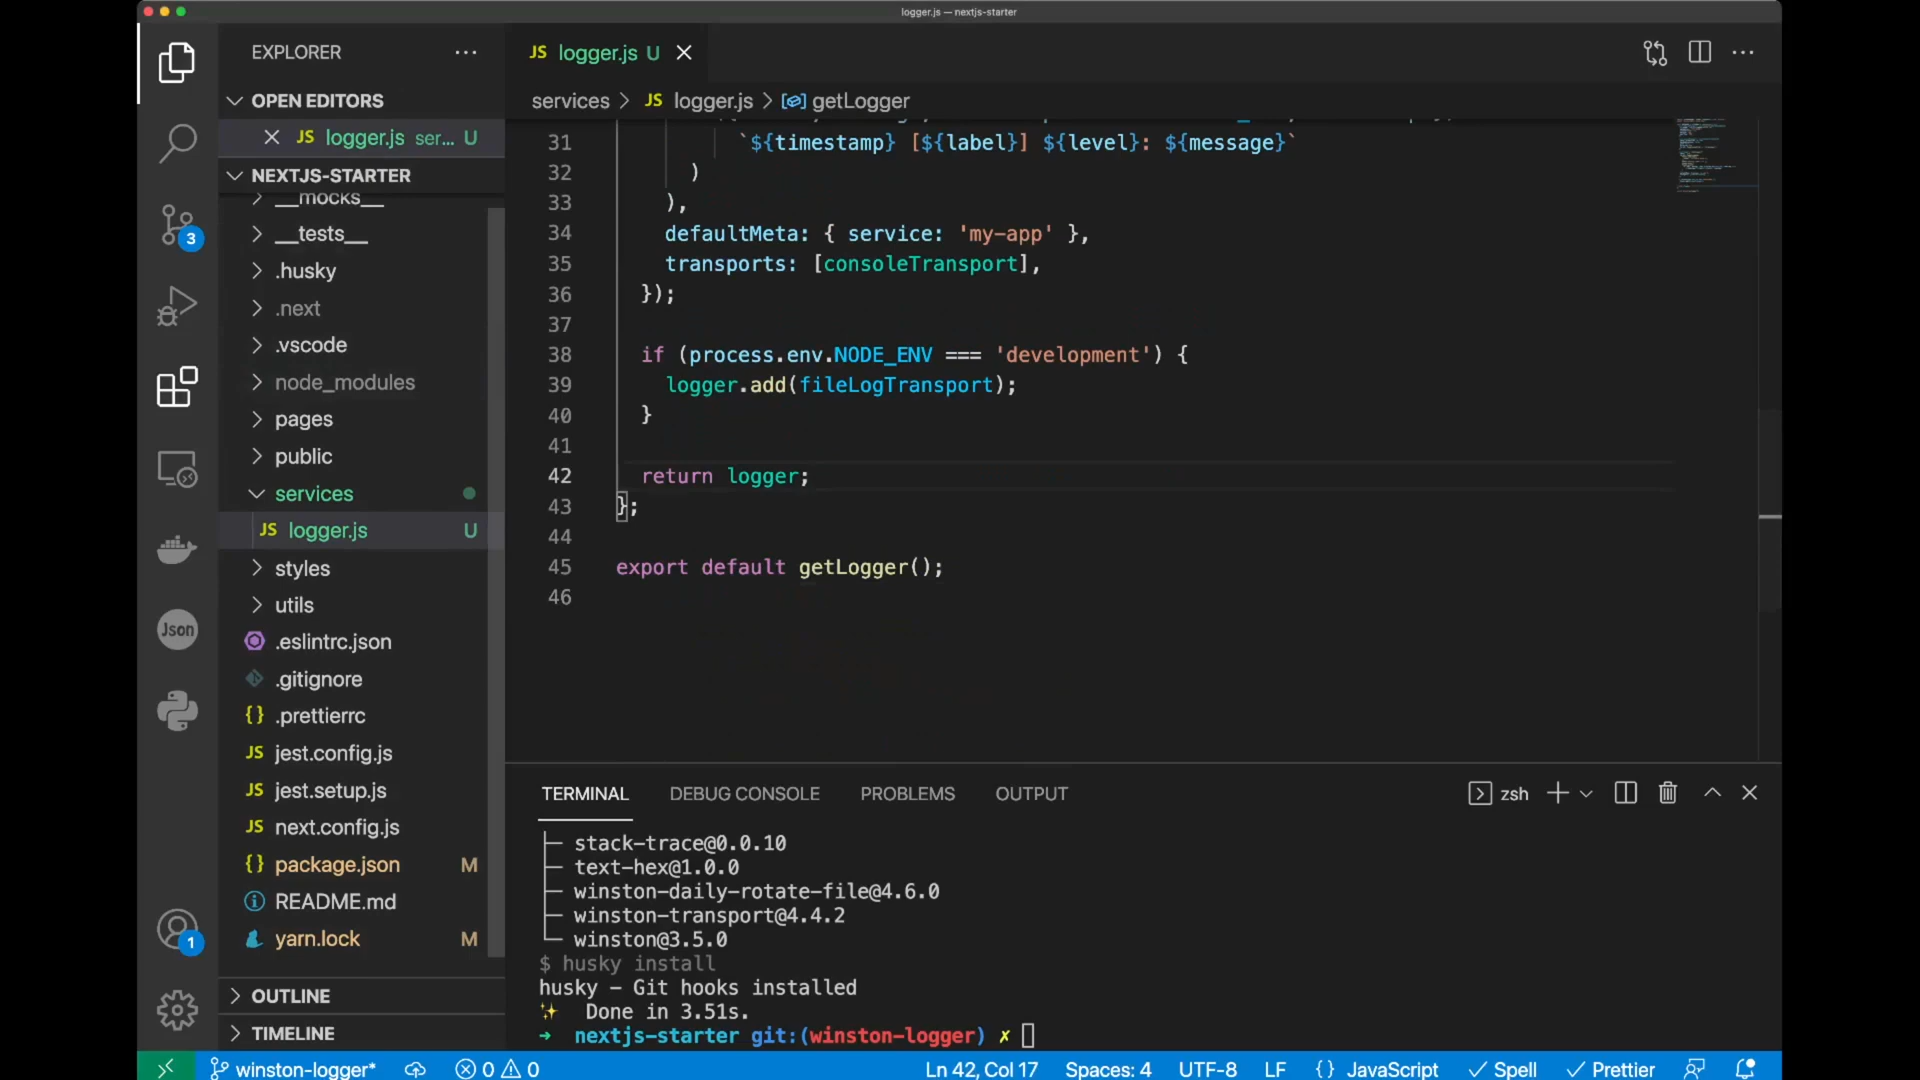 logger.js — nextjs-starter
EXPLORER
OPEN EDITORS
JS logger.js ser... U
NEXTJS-STARTER
__mocks__
__tests__
.husky
.next
.vscode
node_modules
pages
public
services
JS logger.js U
styles
utils
.eslintrc.json
.gitignore
{} .prettierrc
JS jest.config.js
JS jest.setup.js
JS next.config.js
{} package.json M
README.md
yarn.lock M
OUTLINE
TIMELINE
3
Json
1
JS logger.js U
services > JS logger.js > getLogger
31 `${timestamp} [${label}] ${level}: ${message}`
32 )
33 ),
34 defaultMeta: { service: 'my-app' },
35 transports: [consoleTransport],
36 });
37
38 if (process.env.NODE_ENV === 'development') {
39 logger.add(fileLogTransport);
40 }
41
42 return logger;
43 };
44
45 export default getLogger();
46
TERMINAL DEBUG CONSOLE PROBLEMS OUTPUT zsh
├─ stack-trace@0.0.10
├─ text-hex@1.0.0
├─ winston-daily-rotate-file@4.6.0
├─ winston-transport@4.4.2
└─ winston@3.5.0
$ husky install
husky - Git hooks installed
✨ Done in 3.51s.
➜ nextjs-starter git:(winston-logger) ✗
winston-logger* 0 0 Ln 42, Col 17 Spaces: 4 UTF-8 LF {} JavaScript ✓ Spell ✓ Prettier